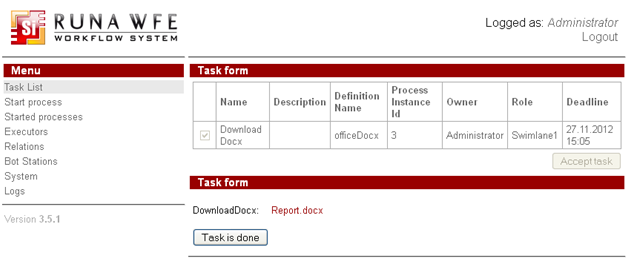 RUNA WFE
WORKFLOW SYSTEM
Logged as: Administrator
Logout
Menu
Task List
Start process
Started processes
Executors
Relations
Bot Stations
System
Logs
Version 3.5.1
Task form
Name Description Definition Name Process Instance Id Owner Role Deadline
Download Docx officeDocx 3 Administrator Swimlane1 27.11.2012 15:05
Accept task
Task form
DownloadDocx: Report.docx
Task is done